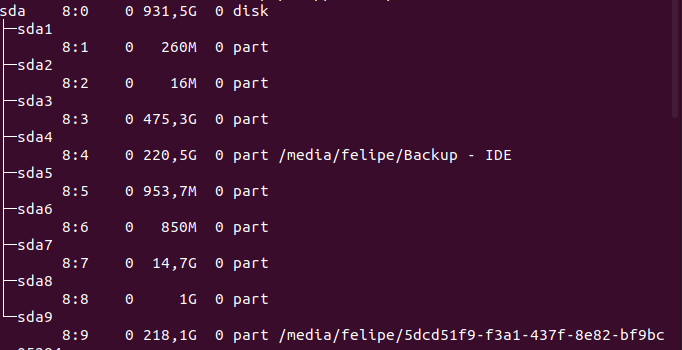 sda 8:0 0 931,5G 0 disk
├─sda1
8:1 0 260M 0 part
├─sda2
8:2 0 16M 0 part
├─sda3
8:3 0 475,3G 0 part
├─sda4
8:4 0 220,5G 0 part /media/felipe/Backup - IDE
├─sda5
8:5 0 953,7M 0 part
├─sda6
8:6 0 850M 0 part
├─sda7
8:7 0 14,7G 0 part
├─sda8
8:8 0 1G 0 part
└─sda9
8:9 0 218,1G 0 part /media/felipe/5dcd51f9-f3a1-437f-8e82-bf9bc